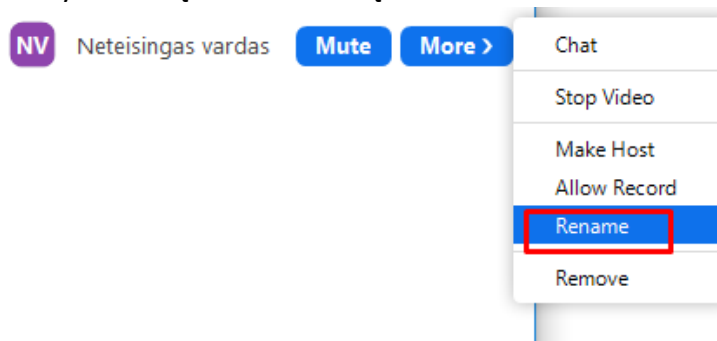 NV Neteisingas vardas Mute More > Chat
Stop Video
Make Host
Allow Record
Rename
Remove